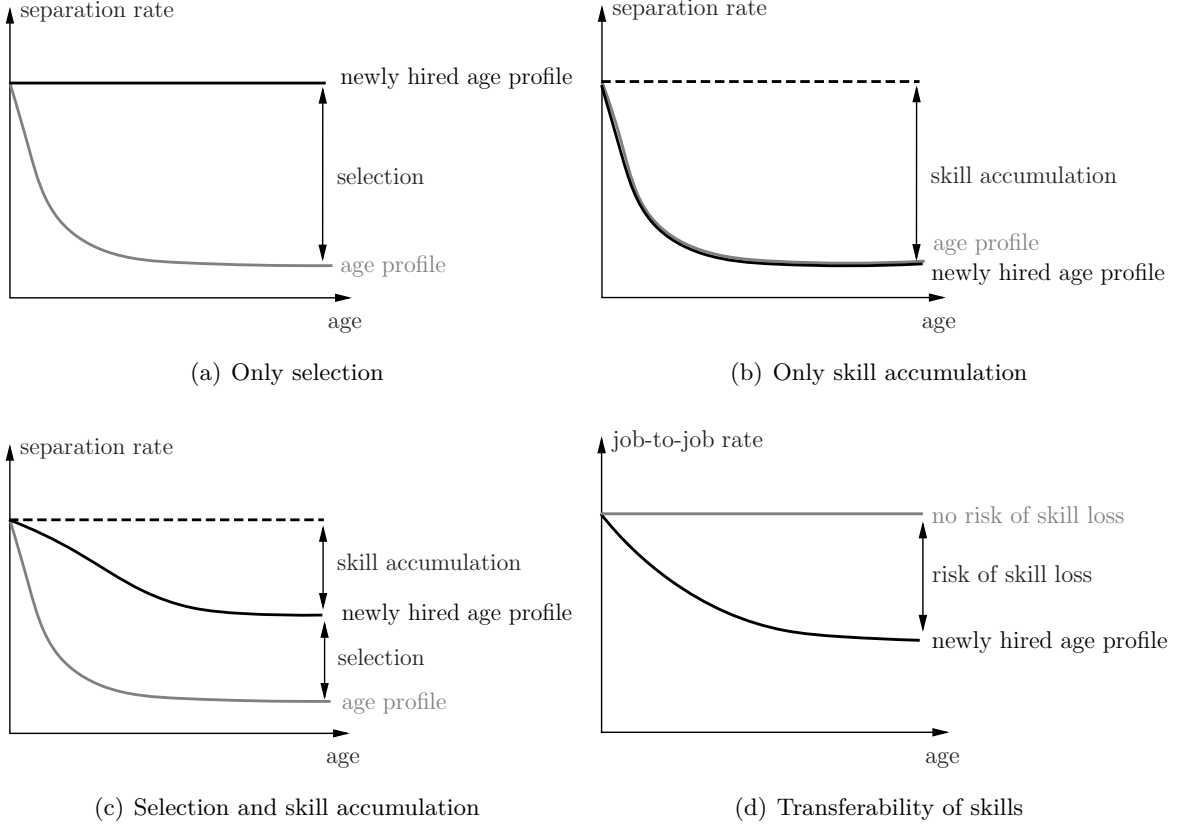 separation rate
newly hired age profile
selection
age profile
age
(a) Only selection
separation rate
skill accumulation
age profile
newly hired age profile
age
(b) Only skill accumulation
separation rate
skill accumulation
newly hired age profile
selection
age profile
age
(c) Selection and skill accumulation
job-to-job rate
no risk of skill loss
risk of skill loss
newly hired age profile
age
(d) Transferability of skills